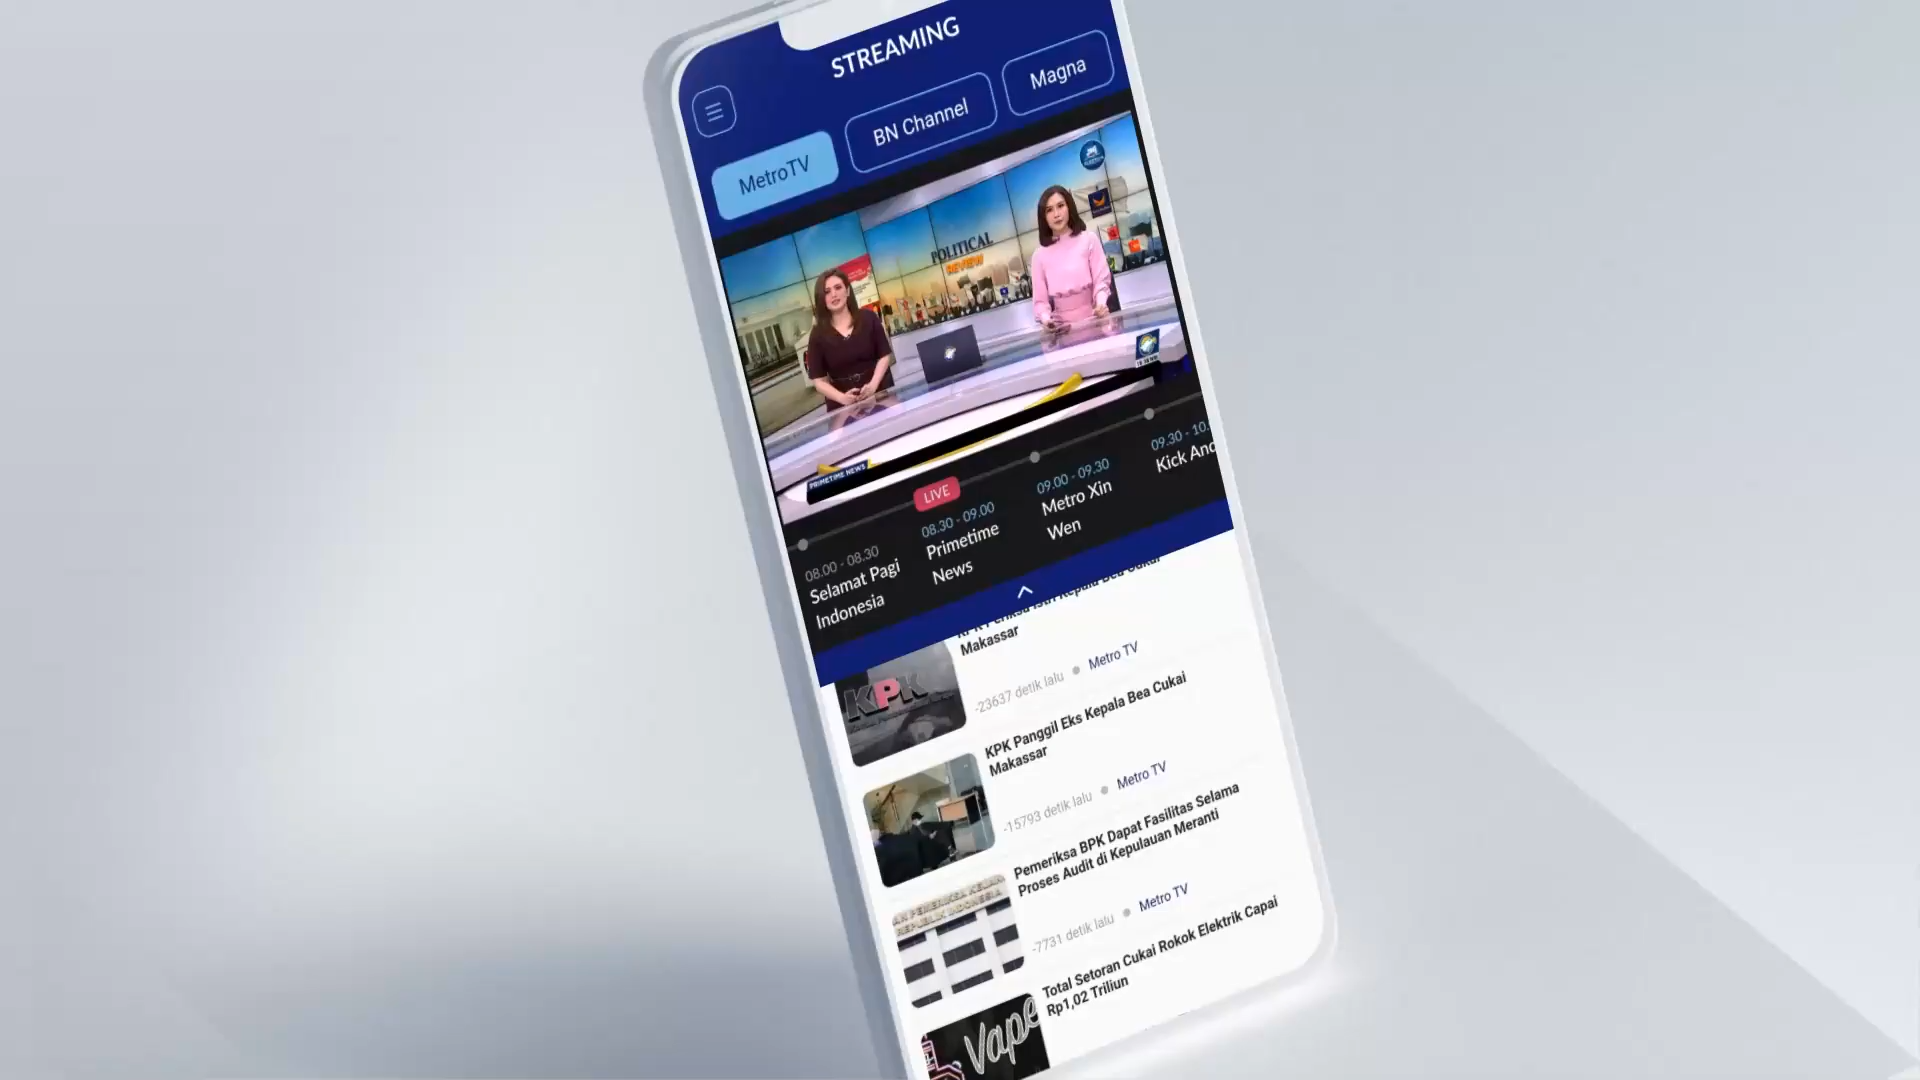 STREAMING
MetroTV
BN Channel
Magna
POLITICAL
REVIEW
PRIMETIME NEWS
LIVE
08.00 - 08.30
Selamat Pagi
Indonesia
08.30 - 09.00
Primetime
News
09.00 - 09.30
Metro Xin
Wen
09.30 - 10.
Kick And
Makassar
-23637 detik lalu
Metro TV
KPK
KPK Panggil Eks Kepala Bea Cukai
Makassar
-15793 detik lalu
Metro TV
Pemeriksa BPK Dapat Fasilitas Selama
Proses Audit di Kepulauan Meranti
-7731 detik lalu
Metro TV
REPUBLIK INDONESIA
Total Setoran Cukai Rokok Elektrik Capai
Rp1,02 Triliun
Vape